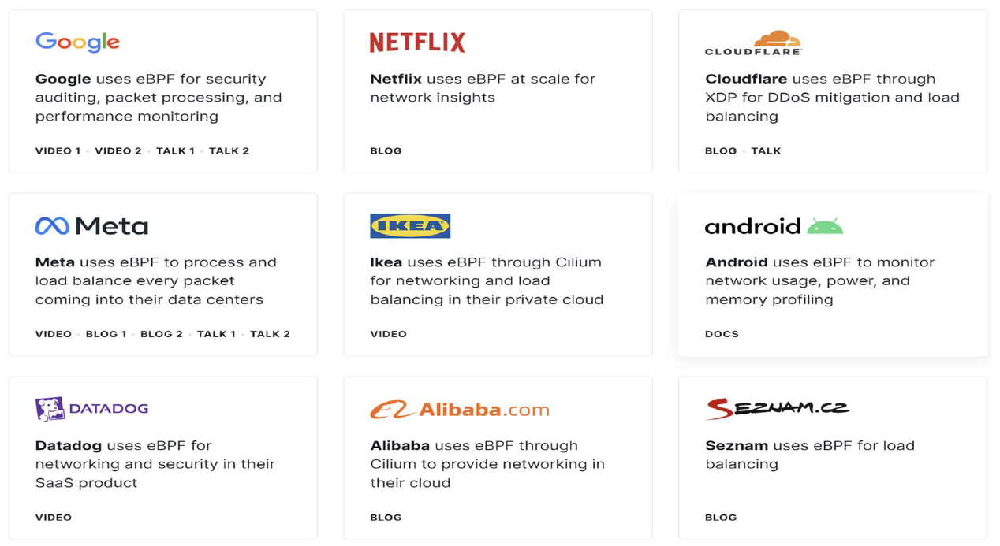 Google
Google uses eBPF for security
auditing, packet processing, and
performance monitoring
VIDEO 1 • VIDEO 2 • TALK 1 • TALK 2
NETFLIX
Netflix uses eBPF at scale for
network insights
BLOG
CLOUDFLARE
Cloudflare uses eBPF through
XDP for DDoS mitigation and load
balancing
BLOG • TALK
Meta
Meta uses eBPF to process and
load balance every packet
coming into their data centers
VIDEO • BLOG 1 • BLOG 2 • TALK 1 • TALK 2
IKEA
Ikea uses eBPF through Cilium
for networking and load
balancing in their private cloud
VIDEO
android
Android uses eBPF to monitor
network usage, power, and
memory profiling
DOCS
DATADOG
Datadog uses eBPF for
networking and security in their
SaaS product
VIDEO
Alibaba.com
Alibaba uses eBPF through
Cilium to provide networking in
their cloud
BLOG
SEZNAM.CZ
Seznam uses eBPF for load
balancing
BLOG